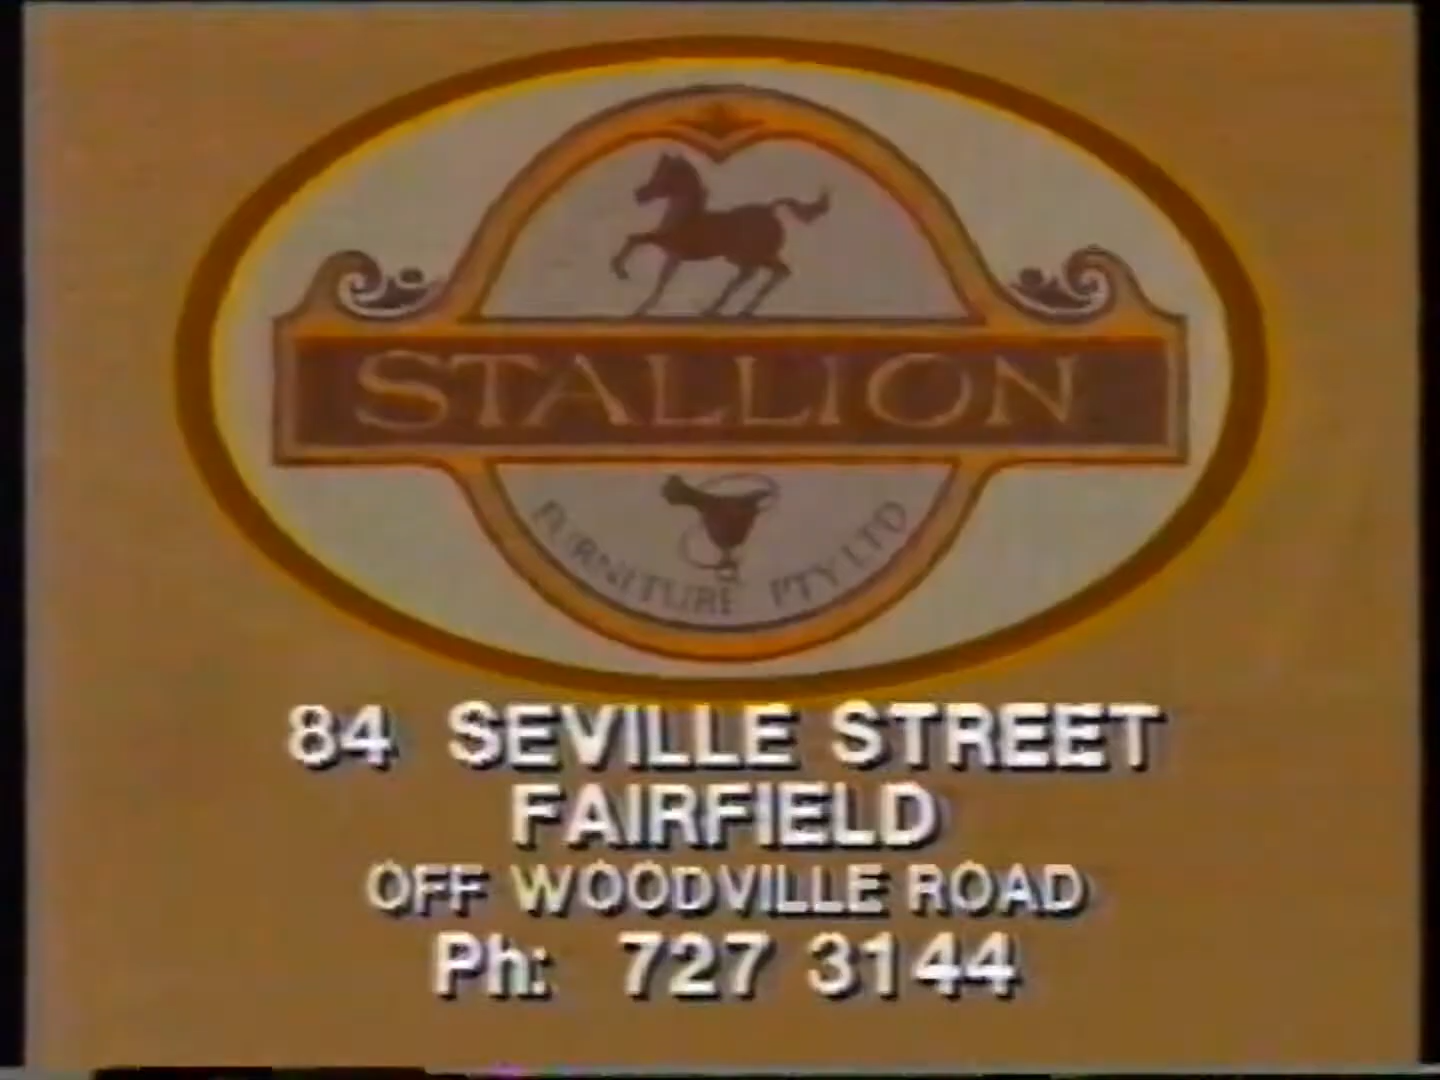 STALLION
FURNITURE PTY LTD
84 SEVILLE STREET
FAIRFIELD
OFF WOODVILLE ROAD
Ph: 727 3144